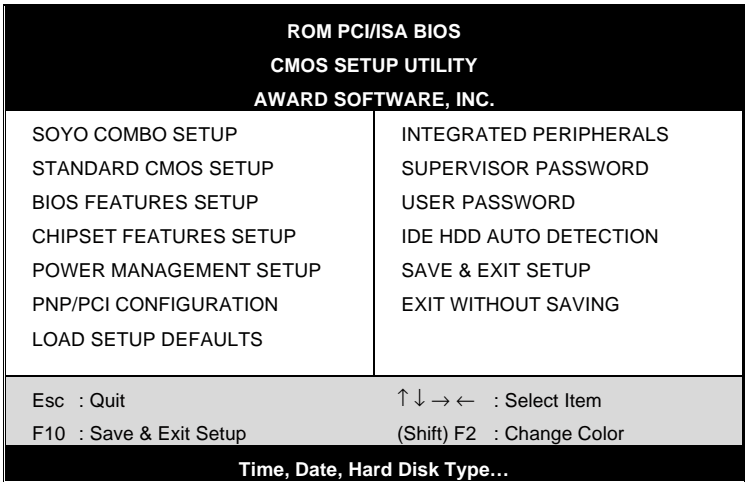 ROM PCI/ISA BIOS
CMOS SETUP UTILITY
AWARD SOFTWARE, INC.
SOYO COMBO SETUP
STANDARD CMOS SETUP
BIOS FEATURES SETUP
CHIPSET FEATURES SETUP
POWER MANAGEMENT SETUP
PNP/PCI CONFIGURATION
LOAD SETUP DEFAULTS
INTEGRATED PERIPHERALS
SUPERVISOR PASSWORD
USER PASSWORD
IDE HDD AUTO DETECTION
SAVE & EXIT SETUP
EXIT WITHOUT SAVING
Esc : Quit
↑ ↓ → ← : Select Item
F10 : Save & Exit Setup
(Shift) F2 : Change Color
Time, Date, Hard Disk Type…